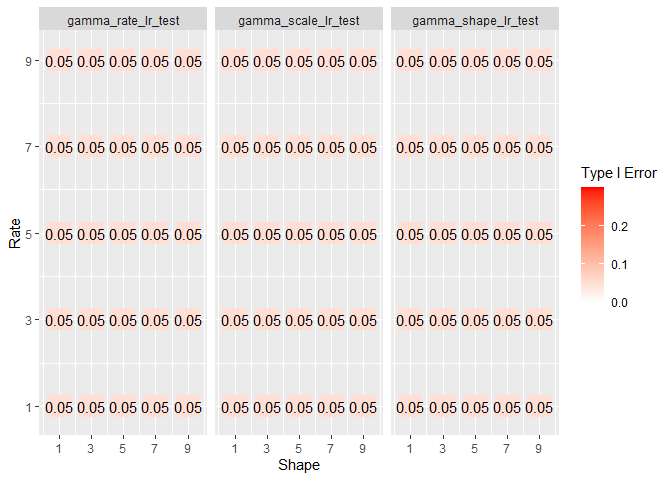 gamma_rate_lr_test gamma_scale_lr_test gamma_shape_lr_test
9 0.05 0.05 0.05 0.05 0.05 0.05 0.05 0.05 0.05 0.05 0.05 0.05 0.05 0.05 0.05
7 0.05 0.05 0.05 0.05 0.05 0.05 0.05 0.05 0.05 0.05 0.05 0.05 0.05 0.05 0.05
5 0.05 0.05 0.05 0.05 0.05 0.05 0.05 0.05 0.05 0.05 0.05 0.05 0.05 0.05 0.05
3 0.05 0.05 0.05 0.05 0.05 0.05 0.05 0.05 0.05 0.05 0.05 0.05 0.05 0.05 0.05
1 0.05 0.05 0.05 0.05 0.05 0.05 0.05 0.05 0.05 0.05 0.05 0.05 0.05 0.05 0.05
1 3 5 7 9 1 3 5 7 9 1 3 5 7 9
Shape
Rate
Type I Error
0.2
0.1
0.0